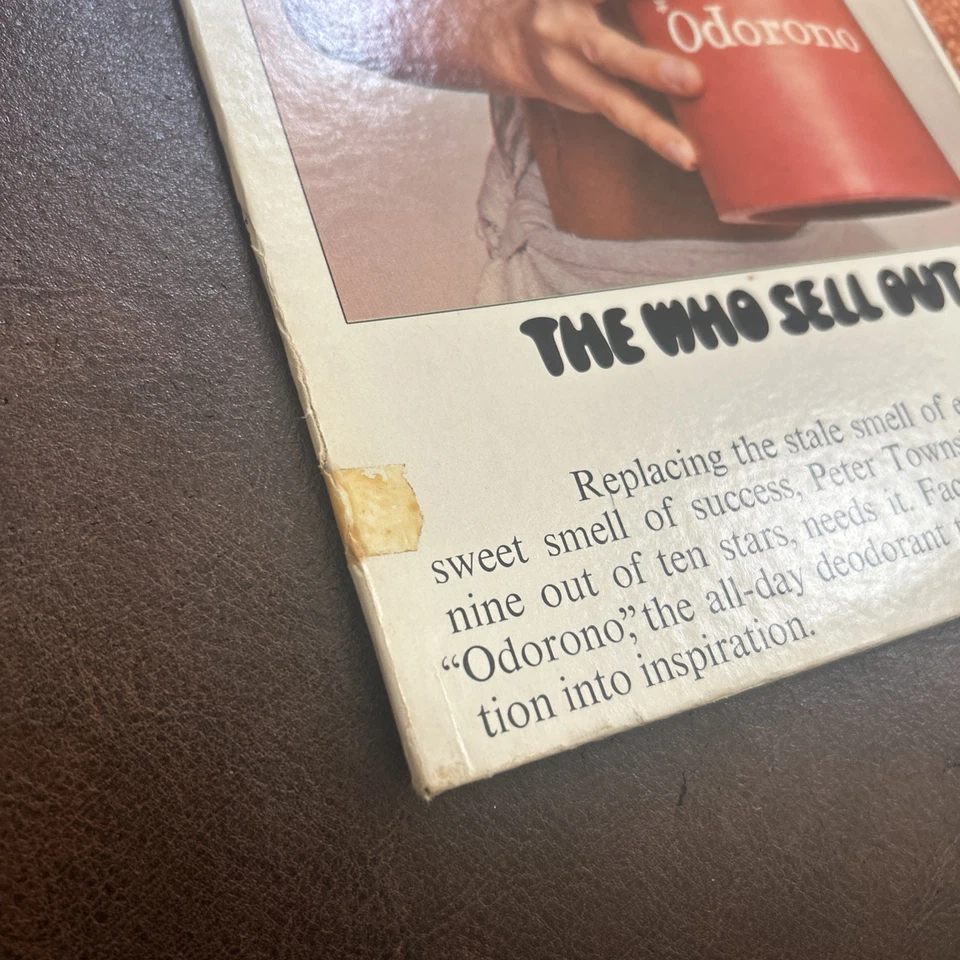 Odorono
THE WHO SELL OUT
Replacing the stale smell of
sweet smell of success, Peter
nine out of ten stars, needs it.
“Odorono”, the all-day deodorant
tion into inspiration.